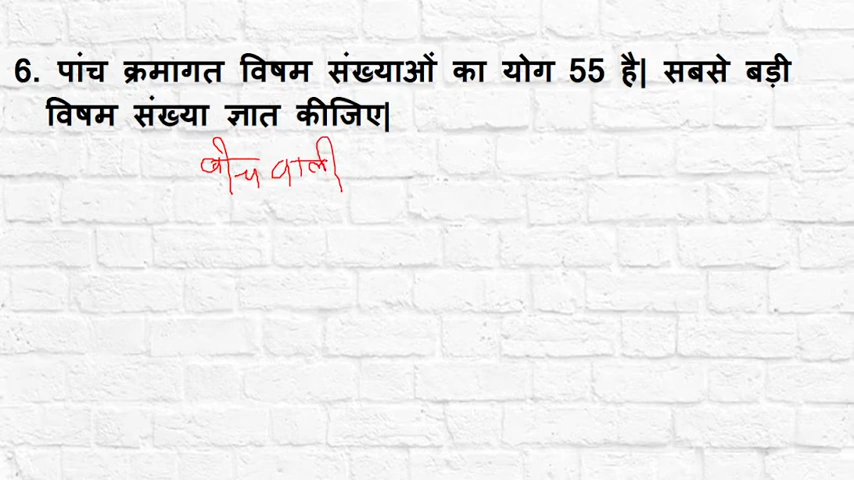 6. पांच क्रमागत विषम संख्याओं का योग 55 है| सबसे बड़ी
विषम संख्या ज्ञात कीजिए|
बीच वाली